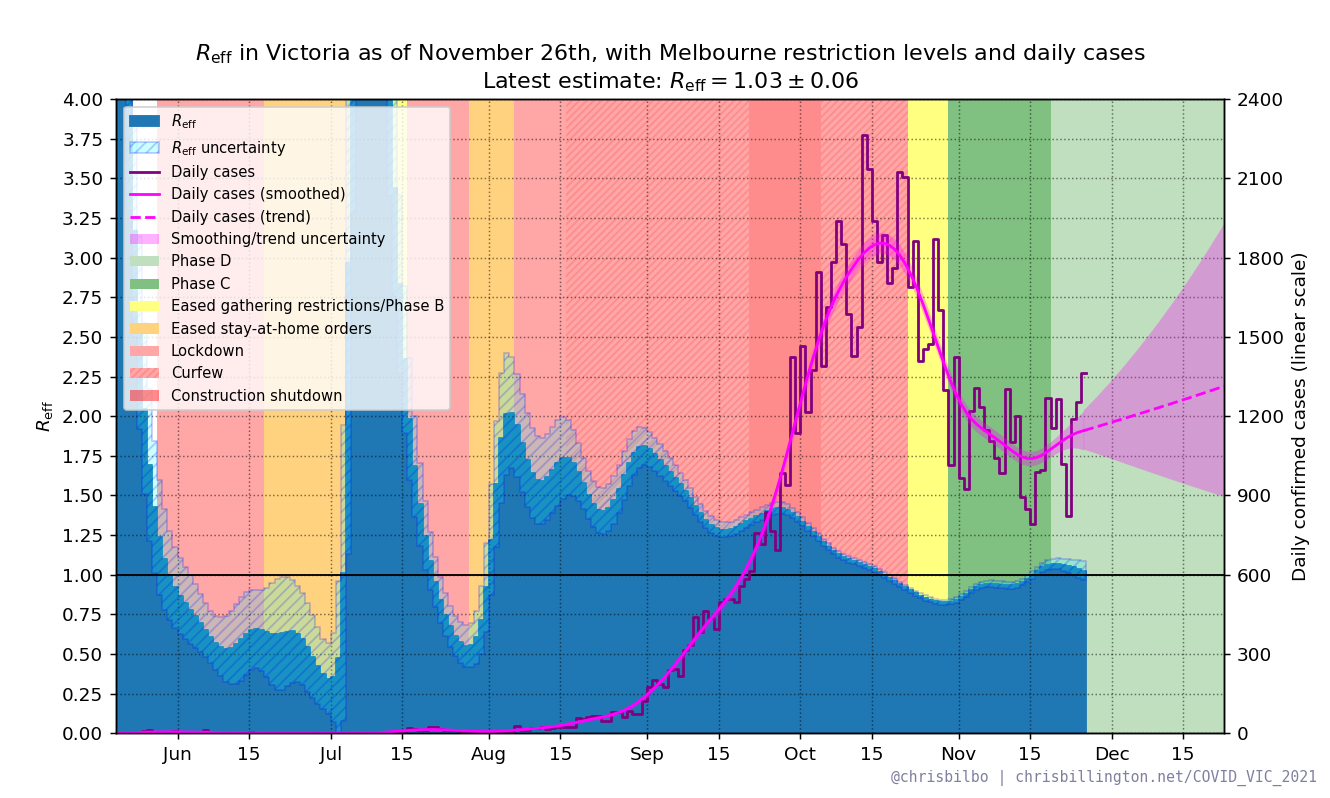 Reff in Victoria as of November 26th, with Melbourne restriction levels and daily cases
Latest estimate: Reff = 1.03 ± 0.06
4.00
3.75
3.50
3.25
3.00
2.75
2.50
2.25
2.00
1.75
1.50
1.25
1.00
0.75
0.50
0.25
0.00
Reff
Reff
Reff uncertainty
Daily cases
Daily cases (smoothed)
Daily cases (trend)
Smoothing/trend uncertainty
Phase D
Phase C
Eased gathering restrictions/Phase B
Eased stay-at-home orders
Lockdown
Curfew
Construction shutdown
2400
2100
1800
1500
1200
900
600
300
0
Daily confirmed cases (linear scale)
Jun 15 Jul 15 Aug 15 Sep 15 Oct 15 Nov 15 Dec 15
@chrisbilbo | chrisbillington.net/COVID_VIC_2021